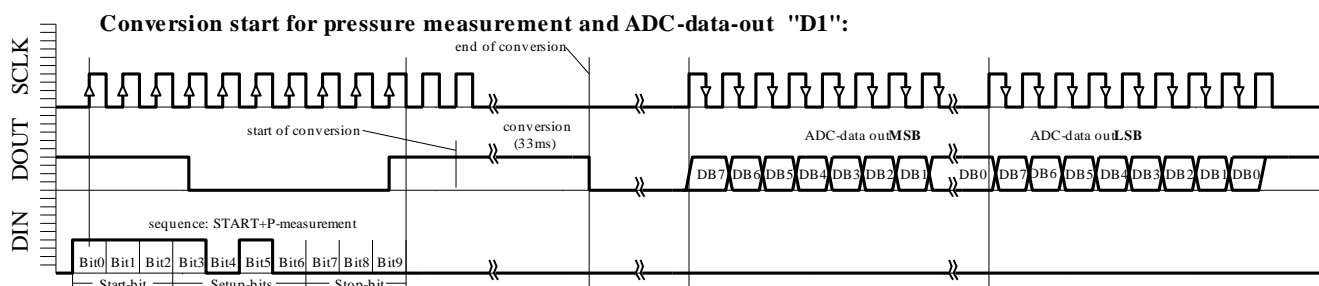 Conversion start for pressure measurement and ADC-data-out "D1":
end of conversion
SCLK
start of conversion
conversion
(33ms)
ADC-data outMSB
ADC-data outLSB
DOUT
DB7 DB6 DB5 DB4 DB3 DB2 DB1 DB0 DB7 DB6 DB5 DB4 DB3 DB2 DB1 DB0
DIN
sequence: START+P-measurement
Bit0 Bit1 Bit2 Bit3 Bit4 Bit5 Bit6 Bit7 Bit8 Bit9
Start-bit Setup-bits Stop-bit